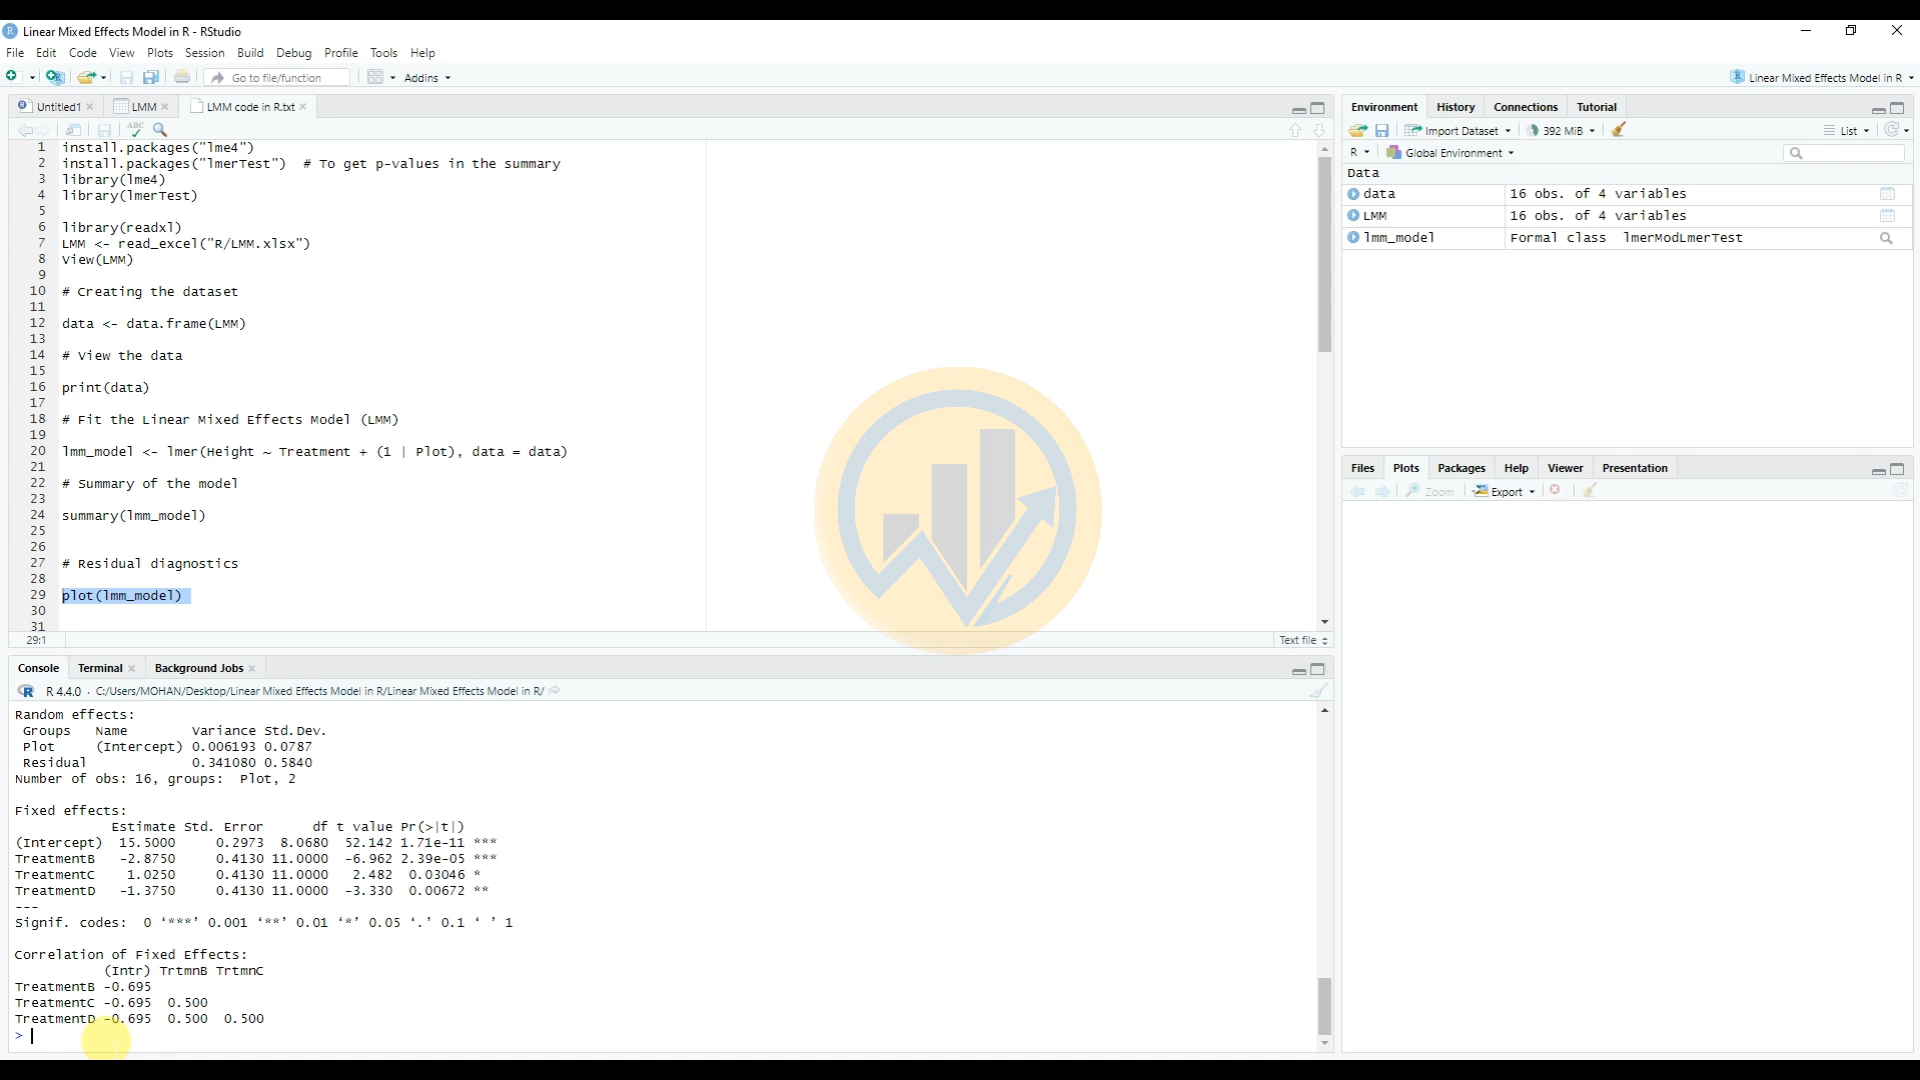 Linear Mixed Effects Model in R - RStudio
File Edit Code View Plots Session Build Debug Profile Tools Help
Go to file/function Addins Linear Mixed Effects Model in R
Untitled1 LMM LMM code in R.txt
ABC
1 install.packages("lme4")
2 install.packages("lmerTest") # To get p-values in the summary
3 library(lme4)
4 library(lmerTest)
5
6 library(readxl)
7 LMM <- read_excel("R/LMM.xlsx")
8 View(LMM)
9
10 # Creating the dataset
11
12 data <- data.frame(LMM)
13
14 # View the data
15
16 print(data)
17
18 # Fit the Linear Mixed Effects Model (LMM)
19
20 lmm_model <- lmer(Height ~ Treatment + (1 | Plot), data = data)
21
22 # Summary of the model
23
24 summary(lmm_model)
25
26
27 # Residual diagnostics
28
29 plot(lmm_model)
30
31
29:1 Text file
Console Terminal Background Jobs
R 4.4.0 · C:/Users/MOHAN/Desktop/Linear Mixed Effects Model in R/Linear Mixed Effects Model in R/
Random effects:
Groups Name Variance Std.Dev.
Plot (Intercept) 0.006193 0.0787
Residual 0.341080 0.5840
Number of obs: 16, groups: Plot, 2
Fixed effects:
Estimate Std. Error df t value Pr(>|t|)
(Intercept) 15.5000 0.2973 8.0680 52.142 1.71e-11 ***
TreatmentB -2.8750 0.4130 11.0000 -6.962 2.39e-05 ***
TreatmentC 1.0250 0.4130 11.0000 2.482 0.03046 *
TreatmentD -1.3750 0.4130 11.0000 -3.330 0.00672 **
---
Signif. codes: 0 ‘***’ 0.001 ‘**’ 0.01 ‘*’ 0.05 ‘.’ 0.1 ‘ ’ 1
Correlation of Fixed Effects:
(Intr) TrtmnB TrtmnC
TreatmentB -0.695
TreatmentC -0.695 0.500
TreatmentD -0.695 0.500 0.500
>
Environment History Connections Tutorial
Import Dataset 392 MiB List
R Global Environment
Data
data 16 obs. of 4 variables
LMM 16 obs. of 4 variables
lmm_model Formal class lmerModLmerTest
Files Plots Packages Help Viewer Presentation
Zoom Export